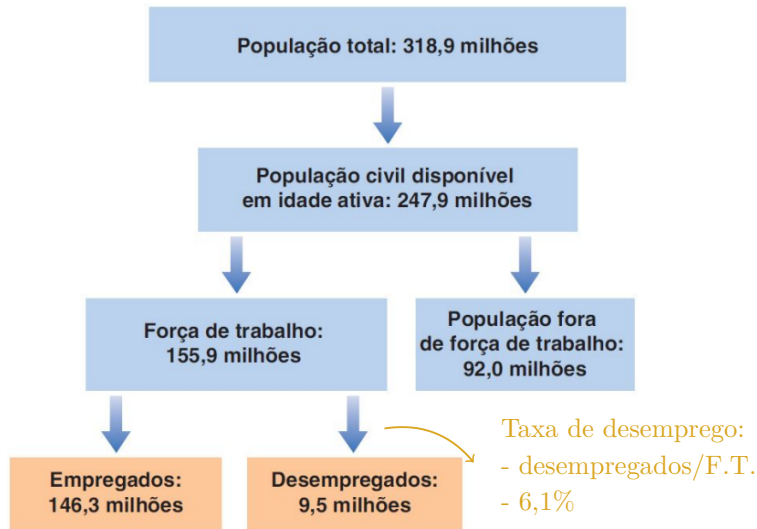 População total: 318,9 milhões
População civil disponível
em idade ativa: 247,9 milhões
Força de trabalho:
155,9 milhões
População fora
de força de trabalho:
92,0 milhões
Empregados:
146,3 milhões
Desempregados:
9,5 milhões
Taxa de desemprego:
- desempregados/F.T.
- 6,1%